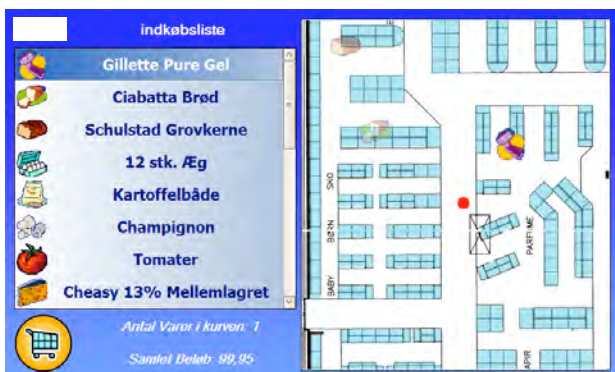 indkøbsliste
Gillette Pure Gel
Ciabatta Brød
Schulstad Grovkerne
12 stk. Æg
Kartoffelbåde
Champignon
Tomater
Cheasy 13% Mellemlagret
Antal Varer i kurven: 1
Samlet Beløb: 99,95
SKO
BØRN
BABY
PARFUME
APIR